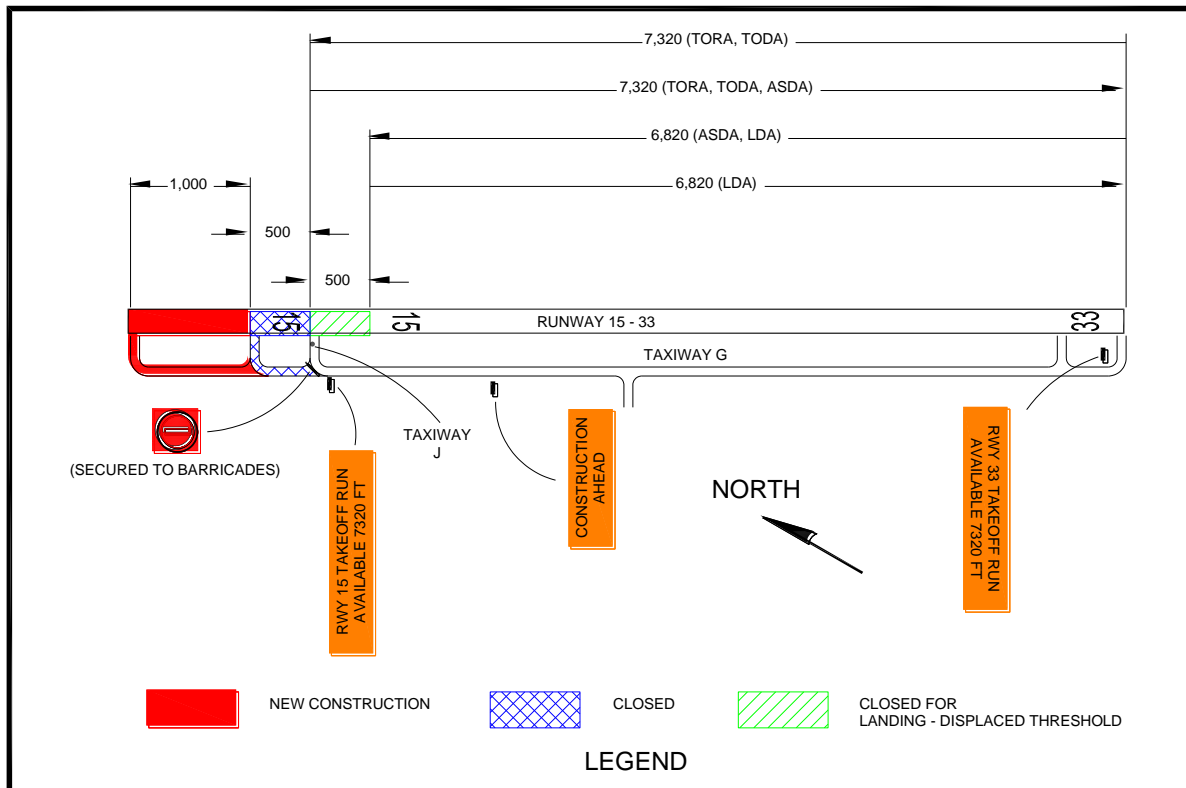 7,320 (TORA, TODA)
7,320 (TORA, TODA, ASDA)
6,820 (ASDA, LDA)
6,820 (LDA)
1,000
500
500
15
15
RUNWAY 15 - 33
33
TAXIWAY G
TAXIWAY
J
(SECURED TO BARRICADES)
RWY 15 TAKEOFF RUN
AVAILABLE 7320 FT
CONSTRUCTION
AHEAD
NORTH
RWY 33 TAKEOFF RUN
AVAILABLE 7320 FT
NEW CONSTRUCTION
CLOSED
CLOSED FOR
LANDING - DISPLACED THRESHOLD
LEGEND